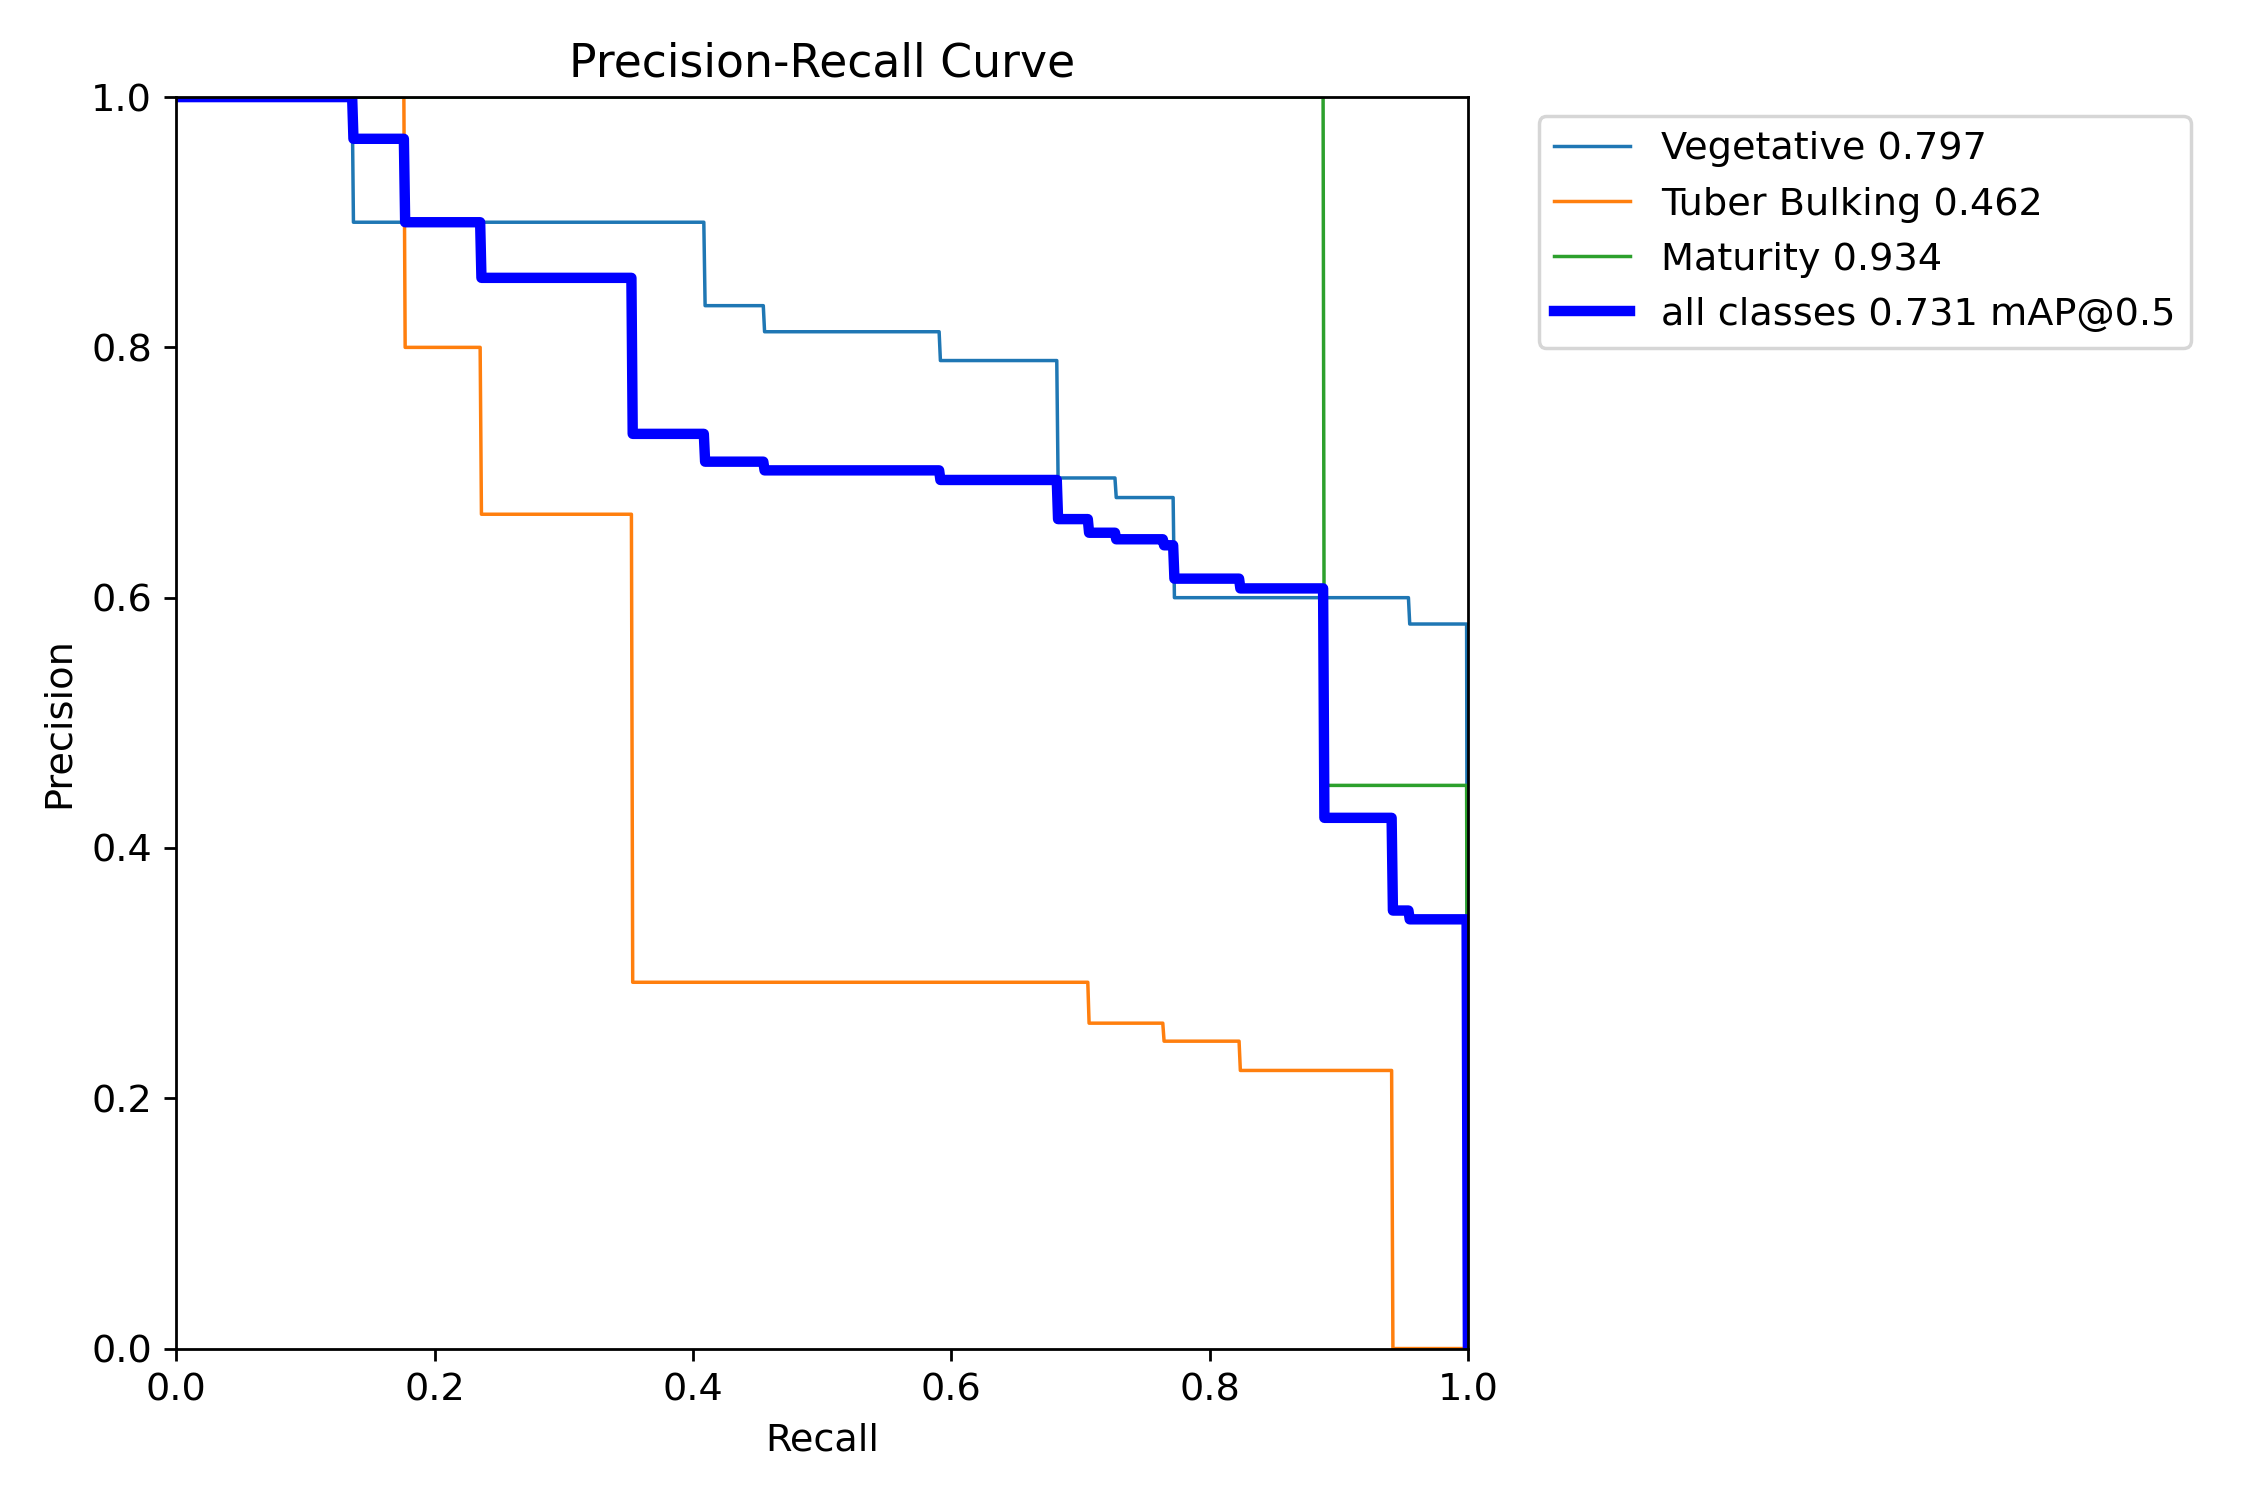 Precision-Recall Curve
1.0
0.8
0.6
0.4
0.2
0.0
Precision
0.0 0.2 0.4 0.6 0.8 1.0
Recall
Vegetative 0.797
Tuber Bulking 0.462
Maturity 0.934
all classes 0.731 mAP@0.5